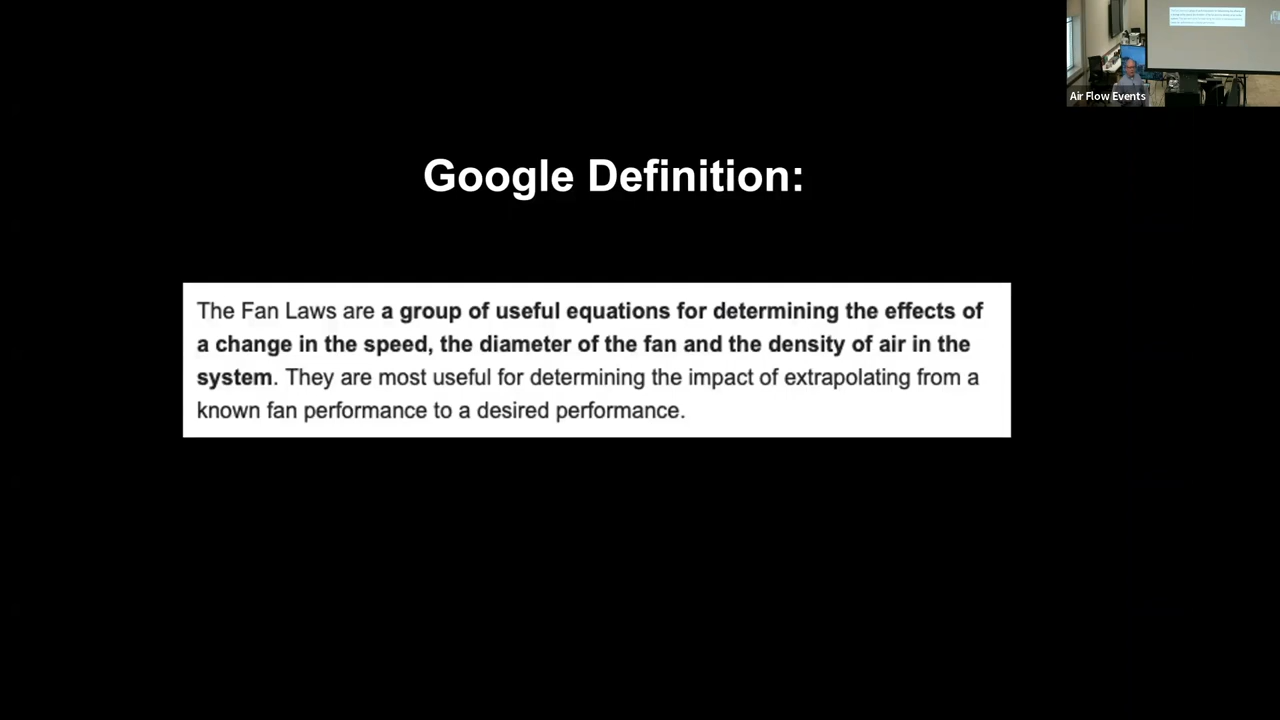 Air Flow Events
Google Definition:
The Fan Laws are a group of useful equations for determining the effects of
a change in the speed, the diameter of the fan and the density of air in the
system. They are most useful for determining the impact of extrapolating from a
known fan performance to a desired performance.